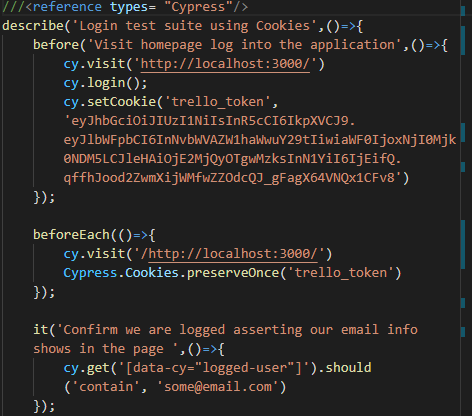 ///<reference types= "Cypress"/>
describe('Login test suite using Cookies',()=>{
before('Visit homepage log into the application',()=>{
cy.visit('http://localhost:3000/')
cy.login();
cy.setCookie('trello_token',
'eyJhbGciOiJIUzI1NiIsInR5cCI6IkpXVCJ9.
eyJlbWFpbCI6InNvbWVAZW1haWwuY29tIiwiaWF0IjoxNjI0Mjk
0NDM5LCJleHAiOjE2MjQyOTgwMzksInN1YiI6IjEifQ.
qffhJood2ZwmXijWMfwZZOdcQJ_gFagX64VNQx1CFv8')
});
beforeEach(()=>{
cy.visit('/http://localhost:3000/')
Cypress.Cookies.preserveOnce('trello_token')
});
it('Confirm we are logged asserting our email info
shows in the page ',()=>{
cy.get('[data-cy="logged-user"]').should
('contain', 'some@email.com')
});